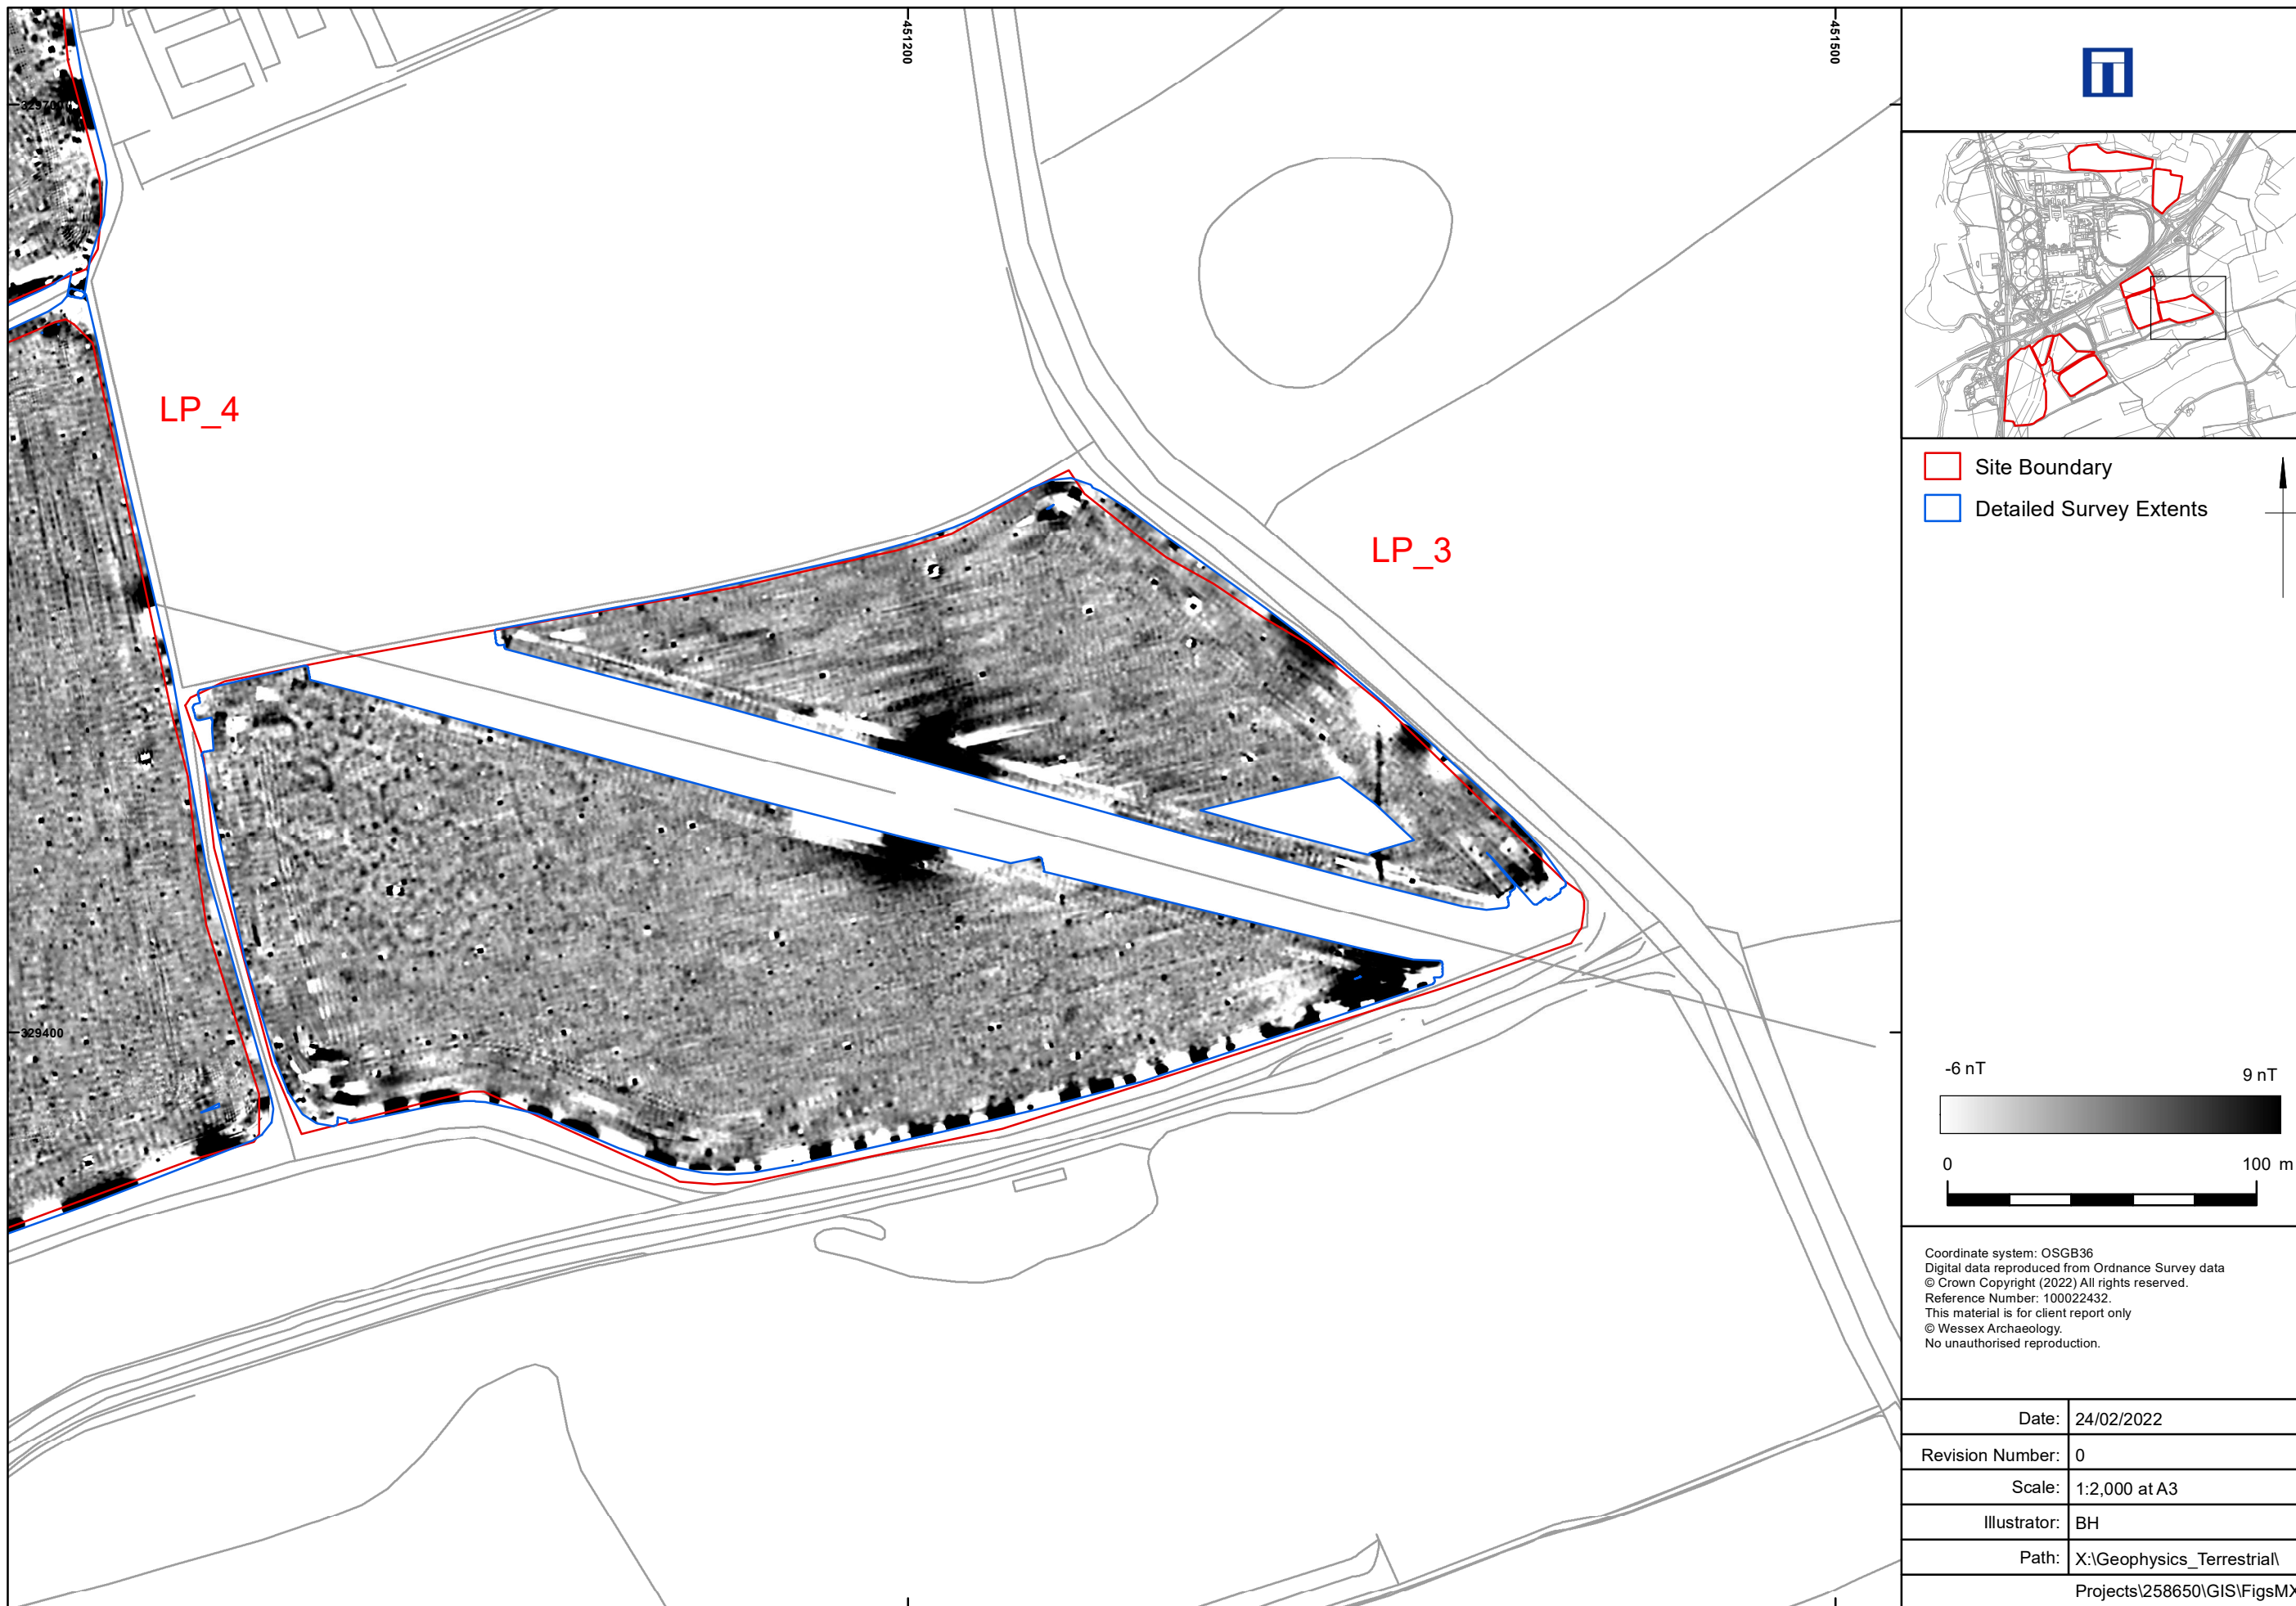 451200
451500
329700
LP_4
LP_3
329400
Site Boundary
Detailed Survey Extents
-6 nT
9 nT
0
100 m
Coordinate system: OSGB36
Digital data reproduced from Ordnance Survey data
© Crown Copyright (2022) All rights reserved.
Reference Number: 100022432.
This material is for client report only
© Wessex Archaeology.
No unauthorised reproduction.
Date: 24/02/2022
Revision Number: 0
Scale: 1:2,000 at A3
Illustrator: BH
Path: X:\Geophysics_Terrestrial\
Projects\258650\GIS\FigsMX